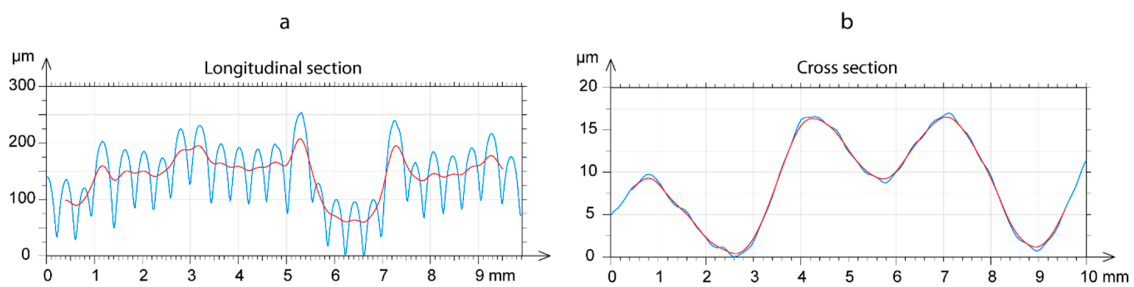 a
b
µm
Longitudinal section
300
200
100
0
0 1 2 3 4 5 6 7 8 9 mm
µm
Cross section
20
15
10
5
0
0 1 2 3 4 5 6 7 8 9 10 mm